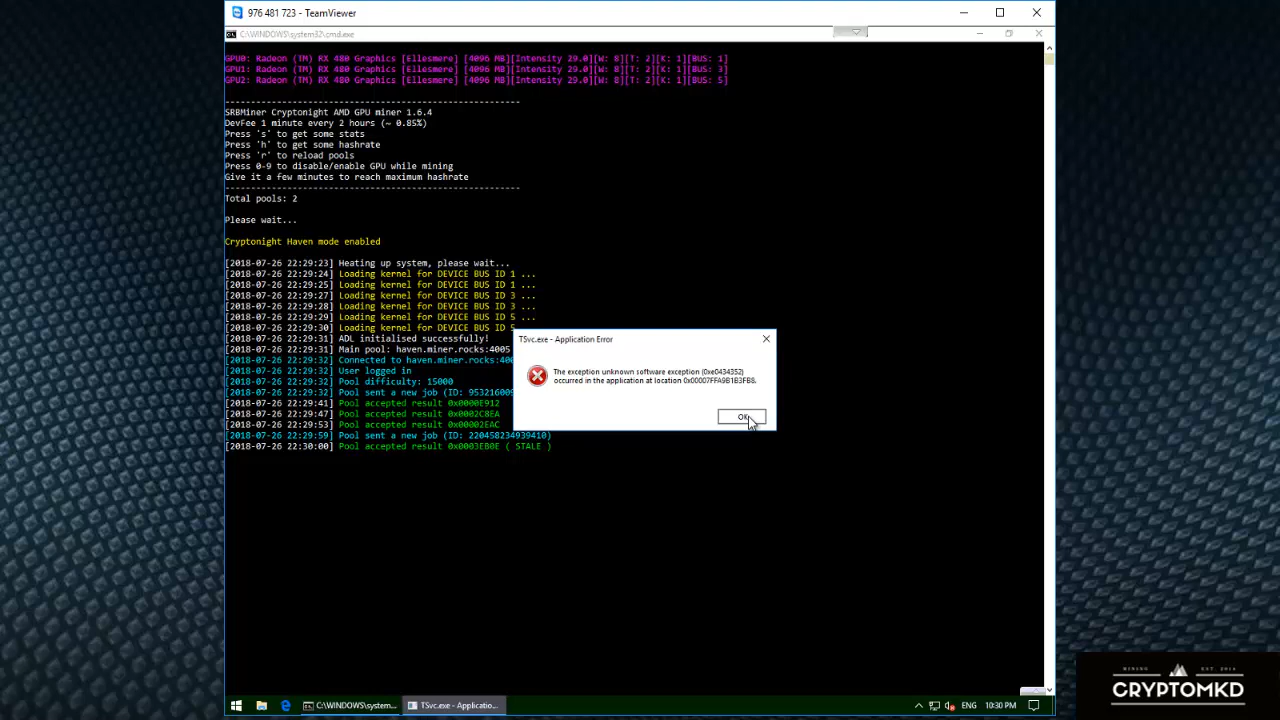 976 481 723 - TeamViewer
C:\WINDOWS\system32\cmd.exe
GPU0: Radeon (TM) RX 480 Graphics [Ellesmere] [4096 MB][Intensity 29.0][W: 8][T: 2][K: 1][BUS: 1]
GPU1: Radeon (TM) RX 480 Graphics [Ellesmere] [4096 MB][Intensity 29.0][W: 8][T: 2][K: 1][BUS: 3]
GPU2: Radeon (TM) RX 480 Graphics [Ellesmere] [4096 MB][Intensity 29.0][W: 8][T: 2][K: 1][BUS: 5]
---------------------------------------------------------
SRBMiner Cryptonight AMD GPU miner 1.6.4
DevFee 1 minute every 2 hours (~ 0.85%)
Press 's' to get some stats
Press 'h' to get some hashrate
Press 'r' to reload pools
Press 0-9 to disable/enable GPU while mining
Give it a few minutes to reach maximum hashrate
---------------------------------------------------------
Total pools: 2
Please wait...
Cryptonight Haven mode enabled
[2018-07-26 22:29:23] Heating up system, please wait...
[2018-07-26 22:29:24] Loading kernel for DEVICE BUS ID 1 ...
[2018-07-26 22:29:25] Loading kernel for DEVICE BUS ID 1 ...
[2018-07-26 22:29:27] Loading kernel for DEVICE BUS ID 3 ...
[2018-07-26 22:29:28] Loading kernel for DEVICE BUS ID 3 ...
[2018-07-26 22:29:29] Loading kernel for DEVICE BUS ID 5 ...
[2018-07-26 22:29:30] Loading kernel for DEVICE BUS ID 5
[2018-07-26 22:29:31] ADL initialised successfully!
[2018-07-26 22:29:31] Main pool: haven.miner.rocks:4005
[2018-07-26 22:29:32] Connected to haven.miner.rocks:400
[2018-07-26 22:29:32] User logged in
[2018-07-26 22:29:32] Pool difficulty: 15000
[2018-07-26 22:29:32] Pool sent a new job (ID: 953216009
[2018-07-26 22:29:41] Pool accepted result 0x0000E912
[2018-07-26 22:29:47] Pool accepted result 0x0002C8EA
[2018-07-26 22:29:53] Pool accepted result 0x00002EAC
[2018-07-26 22:29:59] Pool sent a new job (ID: 220458234939410)
[2018-07-26 22:30:00] Pool accepted result 0x0003EB0E ( STALE )
TSvc.exe - Application Error
The exception unknown software exception (0xe0434352)
occurred in the application at location 0x00007FFA9B1B3FB8.
OK
C:\WINDOWS\system...
TSvc.exe - Applicatio...
ENG
10:30 PM
MINING EST. 2016
CRYPTOMKD